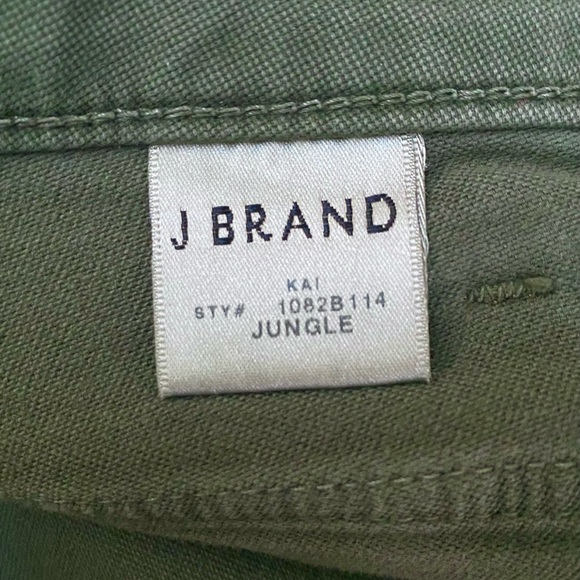 J BRAND
KAI
STY# 1082B114
JUNGLE